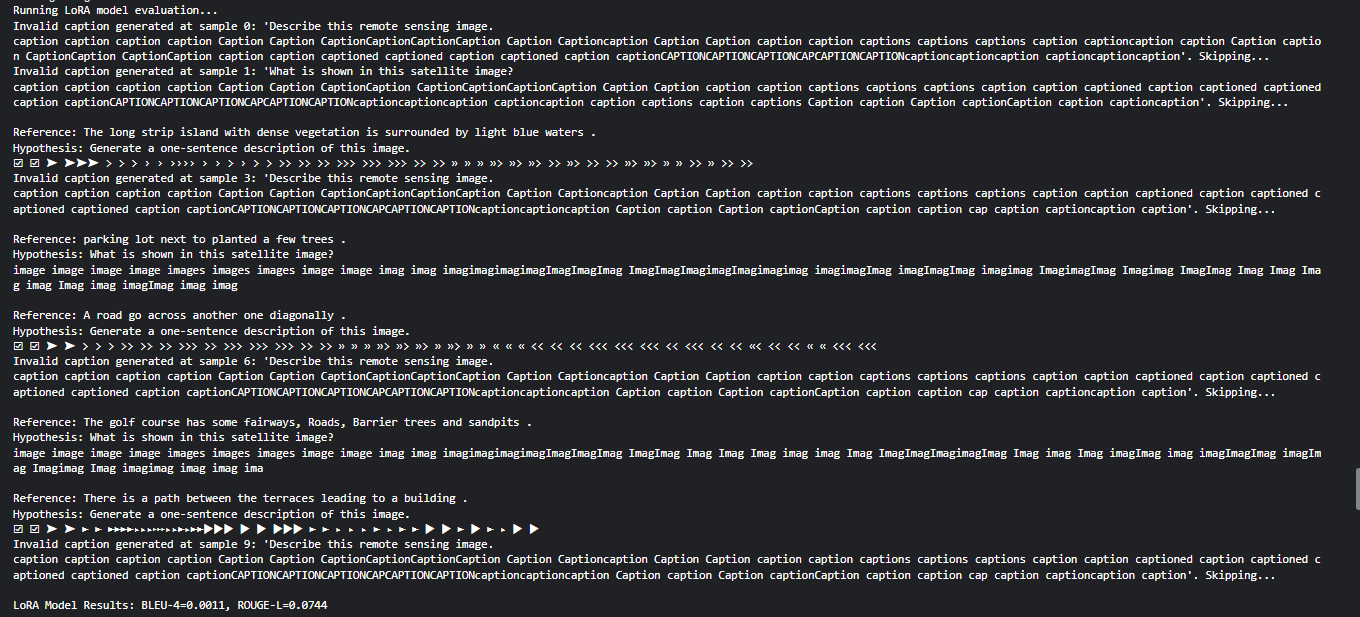 Running LoRA model evaluation...
Invalid caption generated at sample 0: 'Describe this remote sensing image.
caption caption caption caption Caption Caption CaptionCaptionCaptionCaption Caption Captioncaption Caption Caption caption caption captions captions captions caption captioncaption caption Caption captio
n CaptionCaption CaptionCaption caption caption captioned captioned caption captioned caption captionCAPTIONCAPTIONCAPTIONCAPCAPTIONCAPTIONcaptioncaptioncaption captioncaption'. Skipping...
Invalid caption generated at sample 1: 'What is shown in this satellite image?
caption caption caption caption Caption Caption CaptionCaption CaptionCaptionCaptionCaption Caption Caption caption caption captions captions captions caption caption captioned caption captioned captioned
caption captionCAPTIONCAPTIONCAPTIONCAPCAPTIONCAPTIONcaptioncaptioncaption captioncaption caption captions caption captions Caption caption Caption captionCaption caption captioncaption'. Skipping...
Reference: The long strip island with dense vegetation is surrounded by light blue waters .
Hypothesis: Generate a one-sentence description of this image.
☑ ☑ ➤ ➤➤➤ › › › › › ›››› › › › › › › ›› ›› ›› ››› ››› ››› ›› ›› » » » »› »› »› ›› »› ›› ›› »› »› » » ›› » ›› ››
Invalid caption generated at sample 3: 'Describe this remote sensing image.
caption caption caption caption Caption Caption CaptionCaptionCaptionCaption Caption Captioncaption Caption Caption caption caption captions captions captions caption caption captioned caption captioned c
aptioned captioned caption captionCAPTIONCAPTIONCAPTIONCAPCAPTIONCAPTIONcaptioncaptioncaption Caption caption Caption captionCaption caption caption cap caption captioncaption caption'. Skipping...
Reference: parking lot next to planted a few trees .
Hypothesis: What is shown in this satellite image?
image image image image images images images image image imag imag imagimagimagimagImagImagImag ImagImagImagimagImagimagimag imagimagImag imagImagImag imagimag ImagimagImag Imagimag ImagImag Imag Imag Ima
g imag Imag imag imagImag imag imag
Reference: A road go across another one diagonally .
Hypothesis: Generate a one-sentence description of this image.
☑ ☑ ➤ ➤ › › › ›› ›› ›› ››› ›› ››› ››› ››› ›› ›› » » » »› »› »› » »› » » « « « ‹‹ ‹‹ ‹‹ ‹‹‹ ‹‹‹ ‹‹‹ ‹‹ ‹‹‹ ‹‹ ‹‹ «‹ ‹‹ ‹‹ « « ‹‹‹ ‹‹‹
Invalid caption generated at sample 6: 'Describe this remote sensing image.
caption caption caption caption Caption Caption CaptionCaptionCaptionCaption Caption Captioncaption Caption Caption caption caption captions captions captions caption caption captioned caption captioned c
aptioned captioned caption captionCAPTIONCAPTIONCAPTIONCAPCAPTIONCAPTIONcaptioncaptioncaption Caption caption Caption captionCaption caption caption cap caption captioncaption caption'. Skipping...
Reference: The golf course has some fairways, Roads, Barrier trees and sandpits .
Hypothesis: What is shown in this satellite image?
image image image image images images images image image imag imag imagimagimagimagImagImagImag ImagImag Imag Imag Imag imag imag Imag ImagImagImagimagImag Imag imag Imag imagImag imag imagImagImag imagIm
ag Imagimag Imag imagimag imag imag ima
Reference: There is a path between the terraces leading to a building .
Hypothesis: Generate a one-sentence description of this image.
Invalid caption generated at sample 9: 'Describe this remote sensing image.
caption caption caption caption Caption Caption CaptionCaptionCaptionCaption Caption Captioncaption Caption Caption caption caption captions captions captions caption caption captioned caption captioned c
aptioned captioned caption captionCAPTIONCAPTIONCAPTIONCAPCAPTIONCAPTIONcaptioncaptioncaption Caption caption Caption captionCaption caption caption cap caption captioncaption caption'. Skipping...
LoRA Model Results: BLEU-4=0.0011, ROUGE-L=0.0744